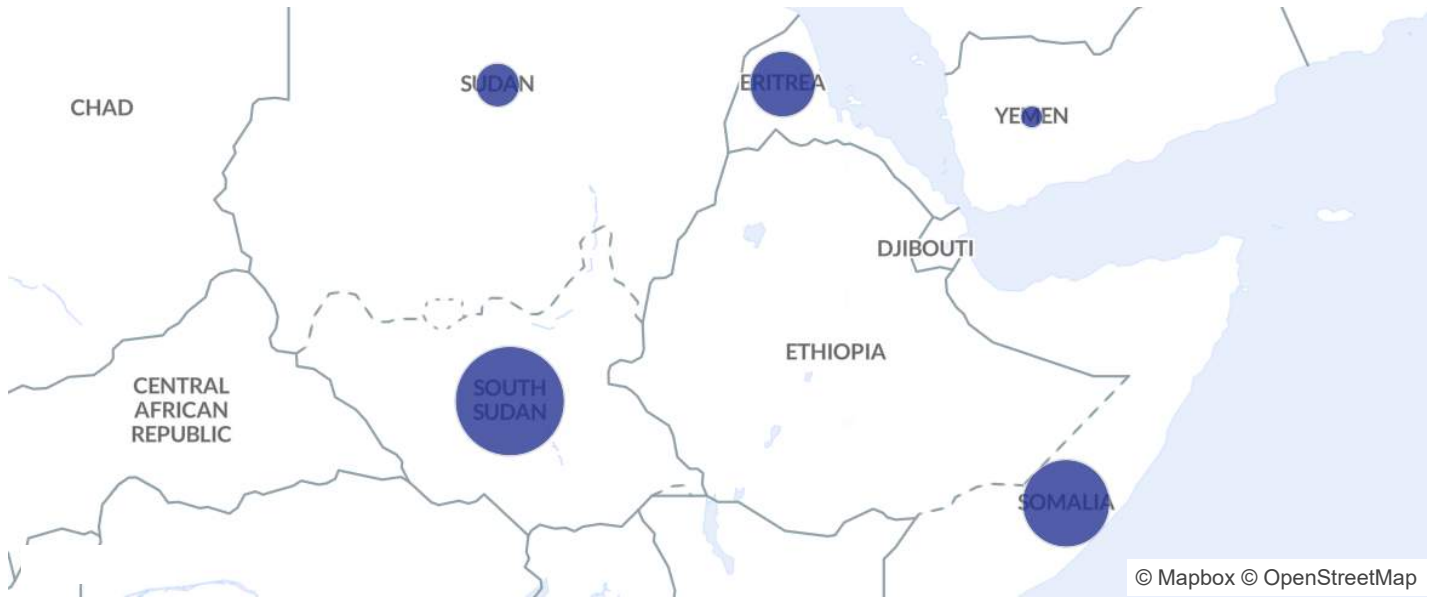 SUDAN
ERITREA
CHAD
YEMEN
DJIBOUTI
ETHIOPIA
CENTRAL
AFRICAN
REPUBLIC
SOUTH
SUDAN
SOMALIA
© Mapbox © OpenStreetMap